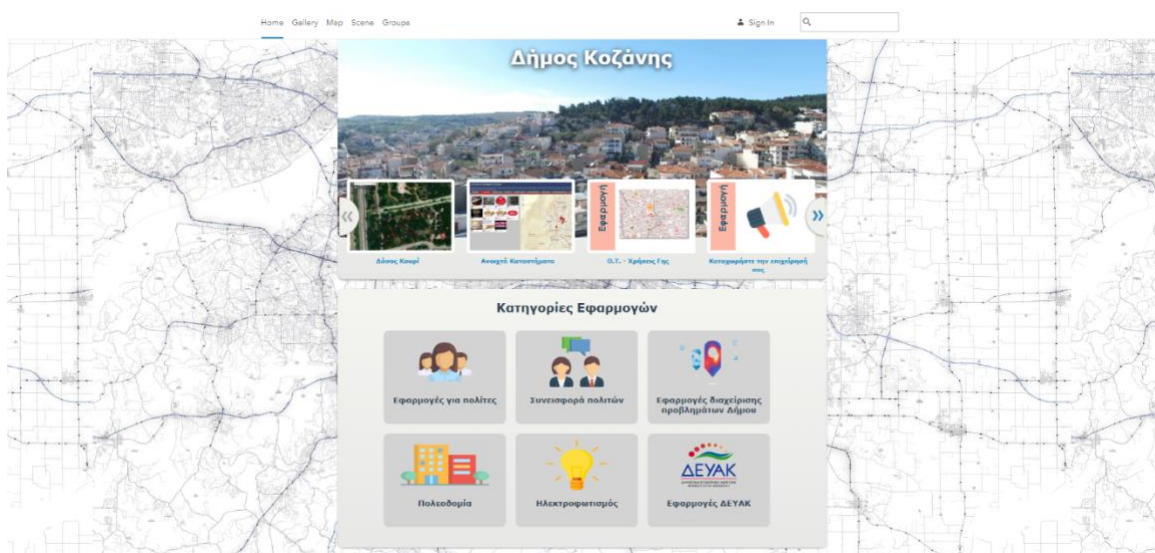 Home Gallery Map Scene Groups Sign In
Δήμος Κοζάνης
Εφαρμογή
Εφαρμογή
Δάσος Κουρί
Ανοιχτά Καταστήματα
Ο.Τ. - Χρήσεις Γης
Καταχωρήστε την επιχείρησή
σας
Κατηγορίες Εφαρμογών
Εφαρμογές για πολίτες
Συνεισφορά πολιτών
Εφαρμογές διαχείρισης
προβλημάτων Δήμου
Πολεοδομία
Ηλεκτροφωτισμός
ΔΕΥΑΚ
Εφαρμογές ΔΕΥΑΚ